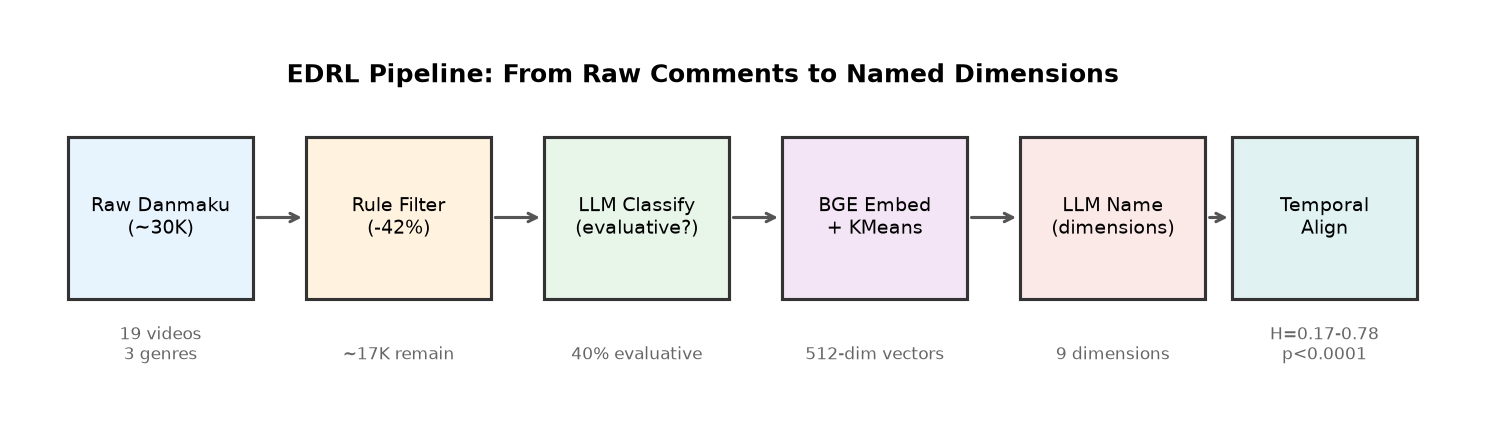 EDRL Pipeline: From Raw Comments to Named Dimensions
Raw Danmaku
(~30K)
Rule Filter
(-42%)
LLM Classify
(evaluative?)
BGE Embed
+ KMeans
LLM Name
(dimensions)
Temporal
Align
19 videos
3 genres
~17K remain
40% evaluative
512-dim vectors
9 dimensions
H=0.17-0.78
p<0.0001